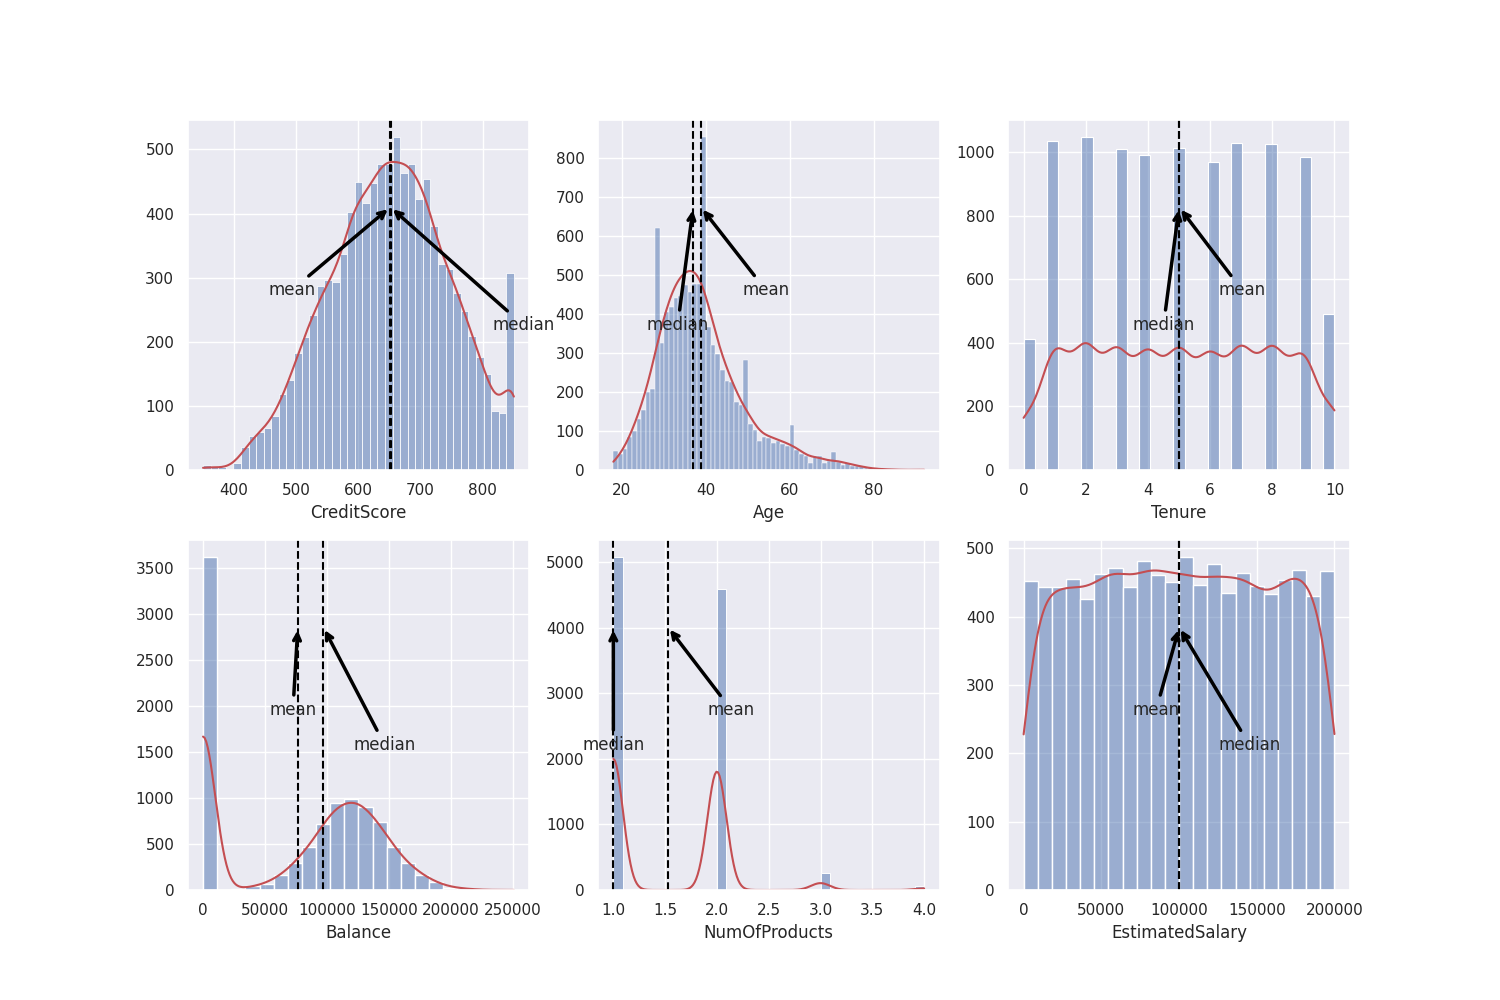 500
400
300
200
100
0
mean
median
400 500 600 700 800
CreditScore
800
700
600
500
400
300
200
100
0
median
mean
20 40 60 80
Age
1000
800
600
400
200
0
median
mean
0 2 4 6 8 10
Tenure
3500
3000
2500
2000
1500
1000
500
0
mean
median
0 50000 100000 150000 200000 250000
Balance
5000
4000
3000
2000
1000
0
median
mean
1.0 1.5 2.0 2.5 3.0 3.5 4.0
NumOfProducts
500
400
300
200
100
0
mean
median
0 50000 100000 150000 200000
EstimatedSalary